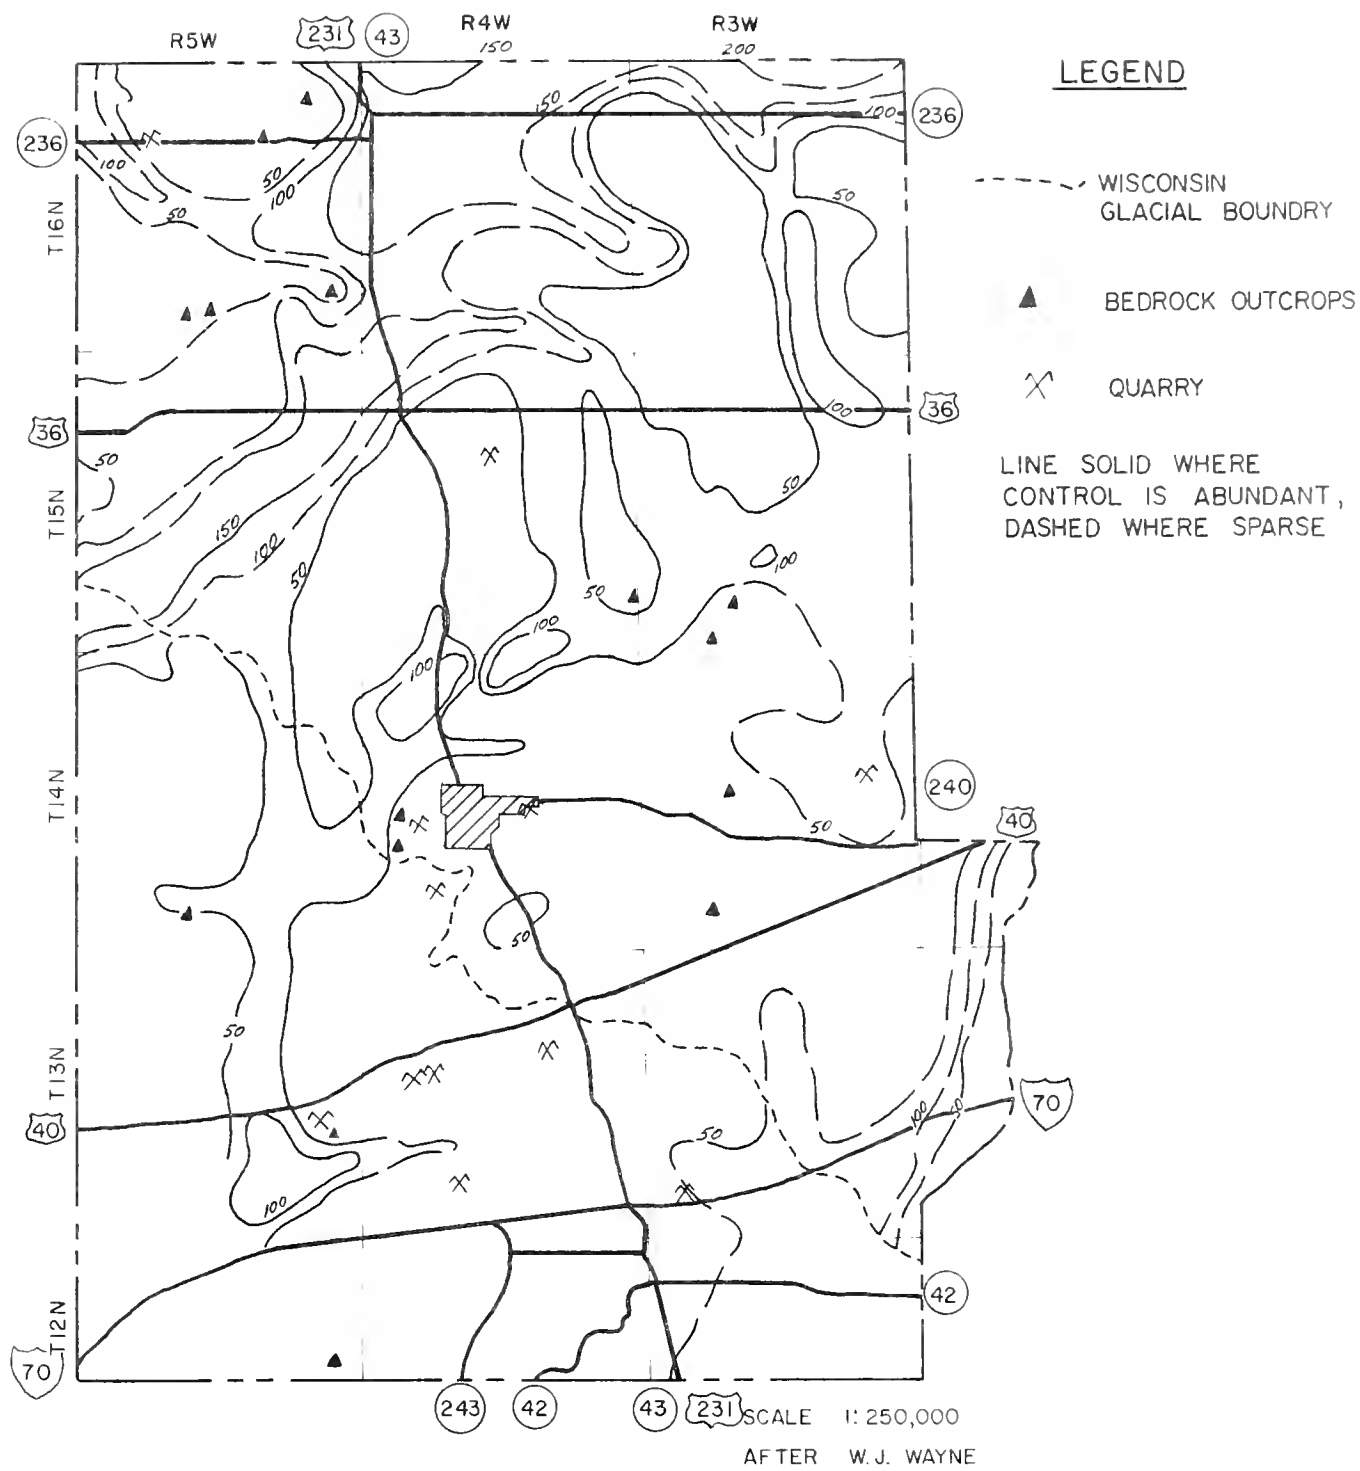 R5W 231 43 R4W R3W
150 200
LEGEND
236 150 100 236
100 50
100 50
50
WISCONSIN
GLACIAL BOUNDRY
T16N
BEDROCK OUTCROPS
QUARRY
36 100 36
50 50
LINE SOLID WHERE
CONTROL IS ABUNDANT,
DASHED WHERE SPARSE
T15N
150
100
50 50 100
100
100
T14N
240
50 40
50
50
T13N
40 100 50 70
50
100
T12N
42
70
243 42 43 231
SCALE 1:250,000
AFTER W.J. WAYNE